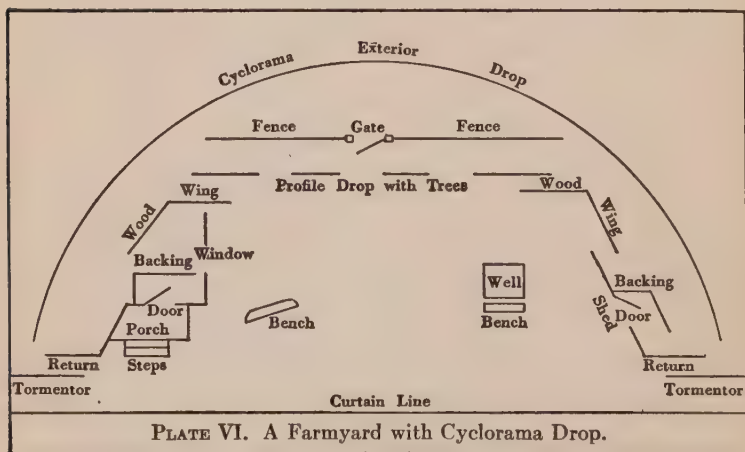 Cyclorama Exterior Drop
Fence Gate Fence
Profile Drop with Trees
Wood Wing
Wood Wing
Backing Window
Door
Porch
Steps
Bench
Well
Bench
Backing
Shed Door
Return
Return
Tormentor
Tormentor
Curtain Line
PLATE VI. A Farmyard with Cyclorama Drop.